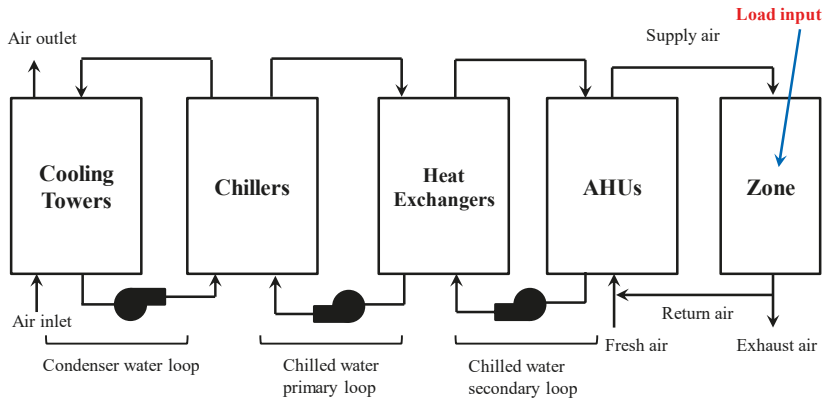 Load input
Air outlet
Supply air
Cooling
Towers
Chillers
Heat
Exchangers
AHUs
Zone
Air inlet
Return air
Fresh air
Exhaust air
Condenser water loop
Chilled water
primary loop
Chilled water
secondary loop